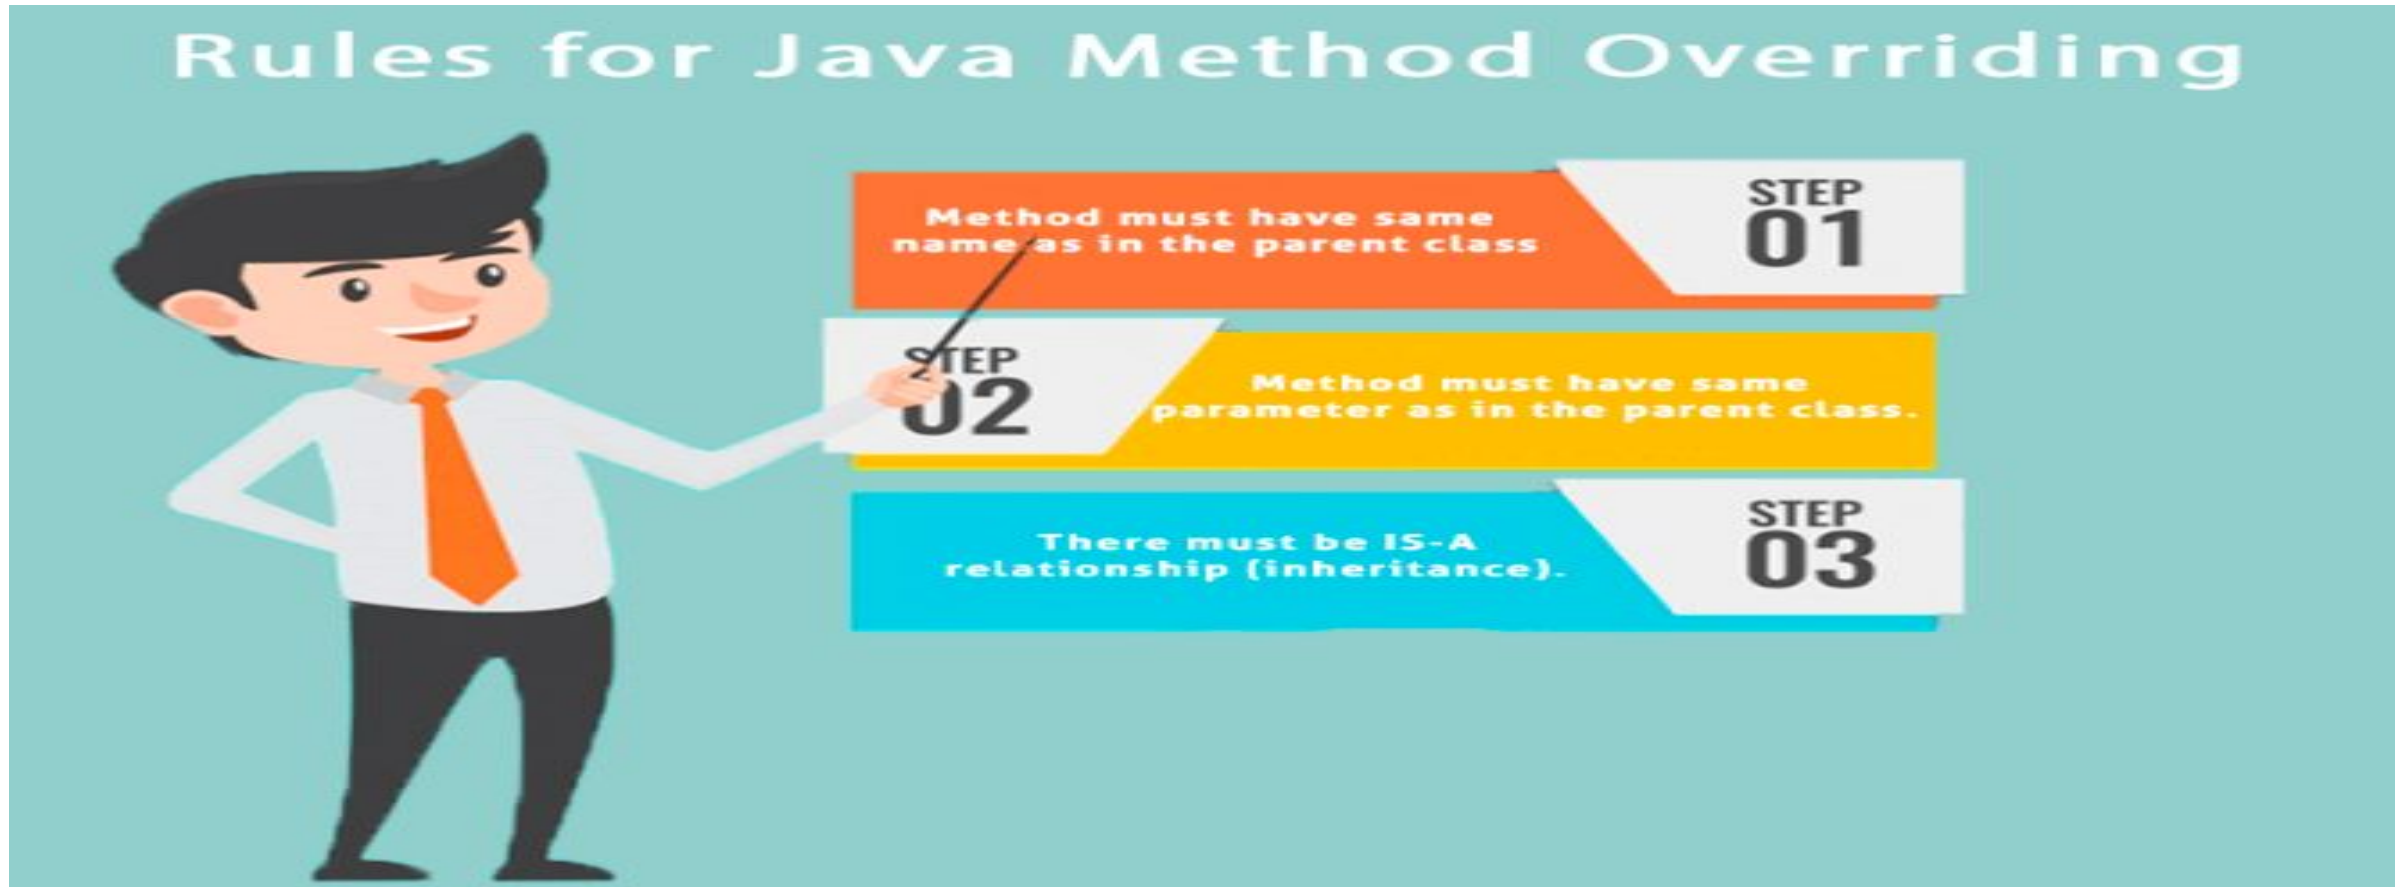 Rules for Java Method Overriding
Method must have same
name as in the parent class
STEP
01
STEP
02
Method must have same
parameter as in the parent class.
There must be IS-A
relationship (inheritance).
STEP
03